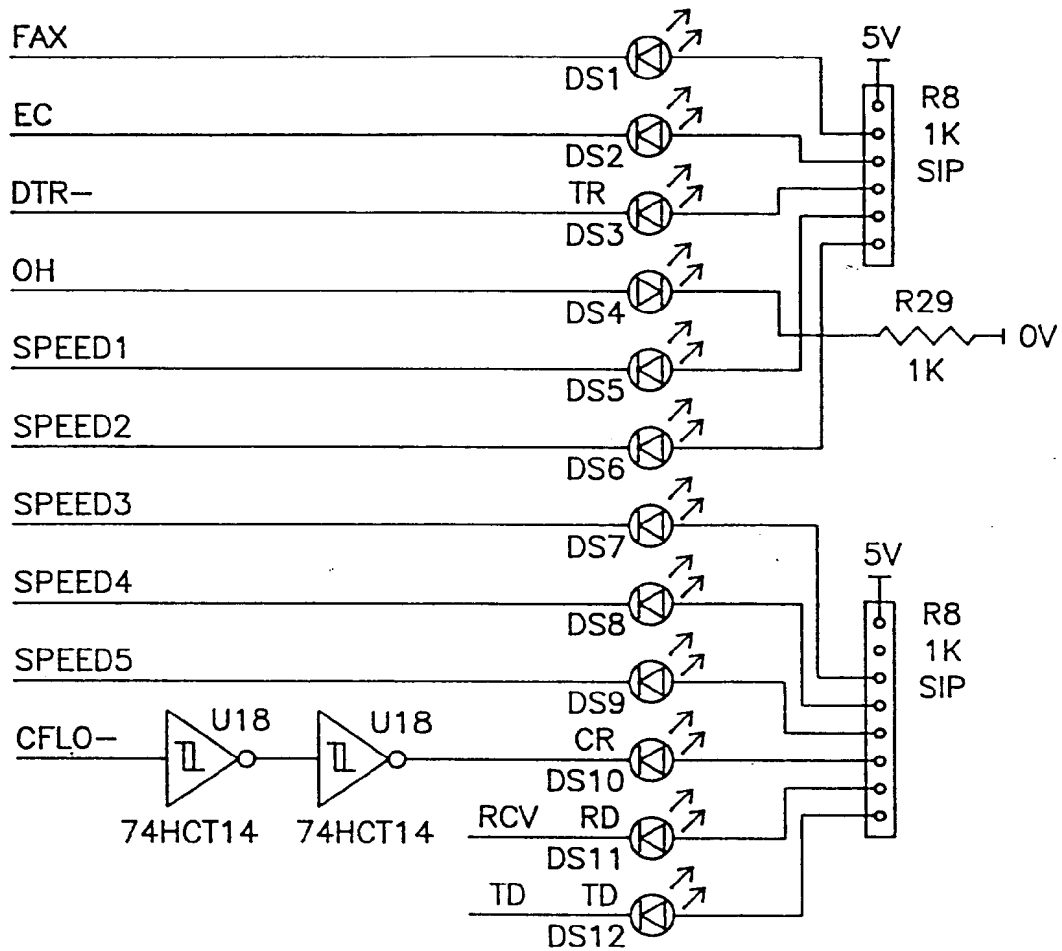 FAX
DS1
5V
R8
1K
SIP
EC
DS2
DTR-
TR
DS3
OH
DS4
R29
1K
0V
SPEED1
DS5
SPEED2
DS6
SPEED3
DS7
5V
R8
1K
SIP
SPEED4
DS8
SPEED5
DS9
CFLO-
U18
U18
74HCT14
74HCT14
CR
DS10
RCV
RD
DS11
TD
TD
DS12